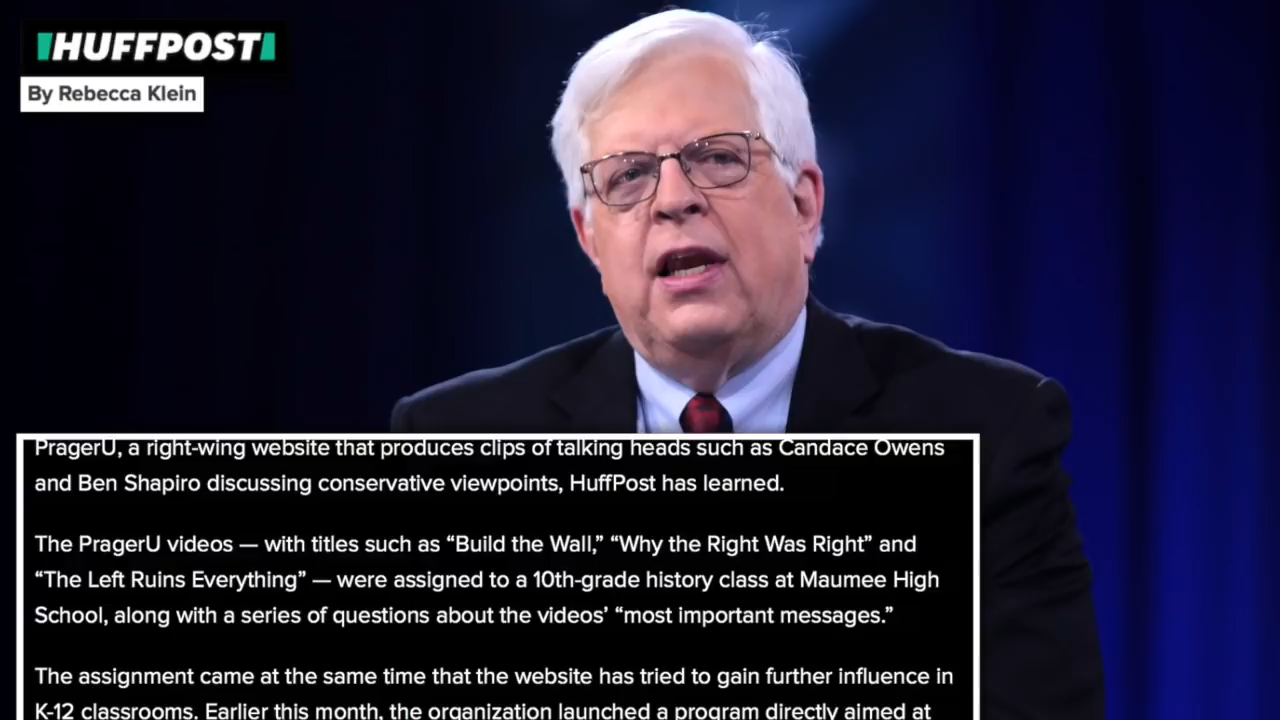 HUFFPOST
By Rebecca Klein
PragerU, a right-wing website that produces clips of talking heads such as Candace Owens
and Ben Shapiro discussing conservative viewpoints, HuffPost has learned.
The PragerU videos — with titles such as “Build the Wall,” “Why the Right Was Right” and
“The Left Ruins Everything” — were assigned to a 10th-grade history class at Maumee High
School, along with a series of questions about the videos’ “most important messages.”
The assignment came at the same time that the website has tried to gain further influence in
K-12 classrooms. Earlier this month, the organization launched a program directly aimed at